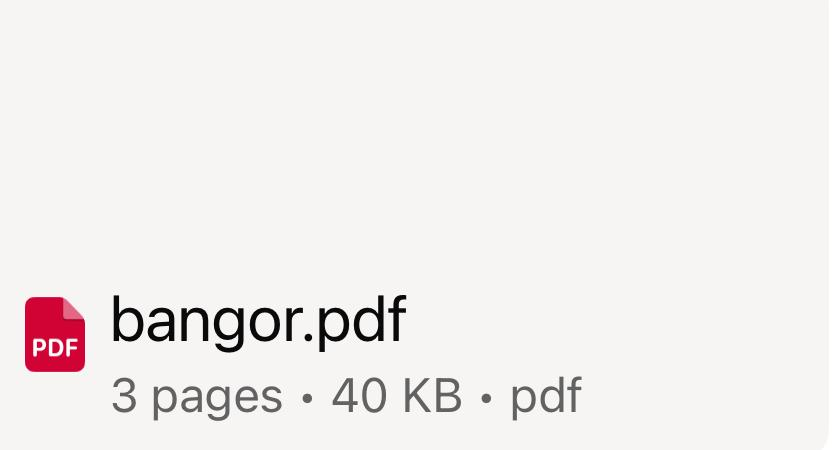 bangor.pdf
PDF
3 pages • 40 KB • pdf